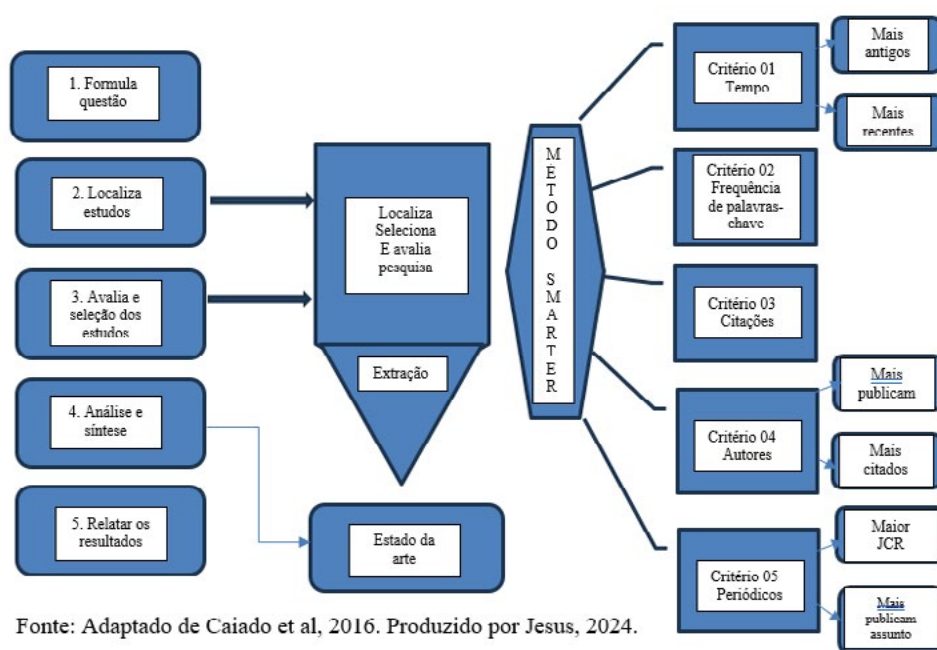 1. Formula
questão
2. Localiza
estudos
3. Avalia e
seleção dos
estudos
4. Análise e
síntese
5. Relatar os
resultados
Localiza
Seleciona
E avalia
pesquisa
Extração
Estado da
arte
MÉTODO SMARTER
Critério 01
Tempo
Mais
antigos
Mais
recentes
Critério 02
Frequência
de palavras-
chave
Critério 03
Citações
Critério 04
Autores
Mais
publicam
Mais
citados
Critério 05
Periódicos
Maior
JCR
Mais
publicam
assunto
Fonte: Adaptado de Caiado et al, 2016. Produzido por Jesus, 2024.